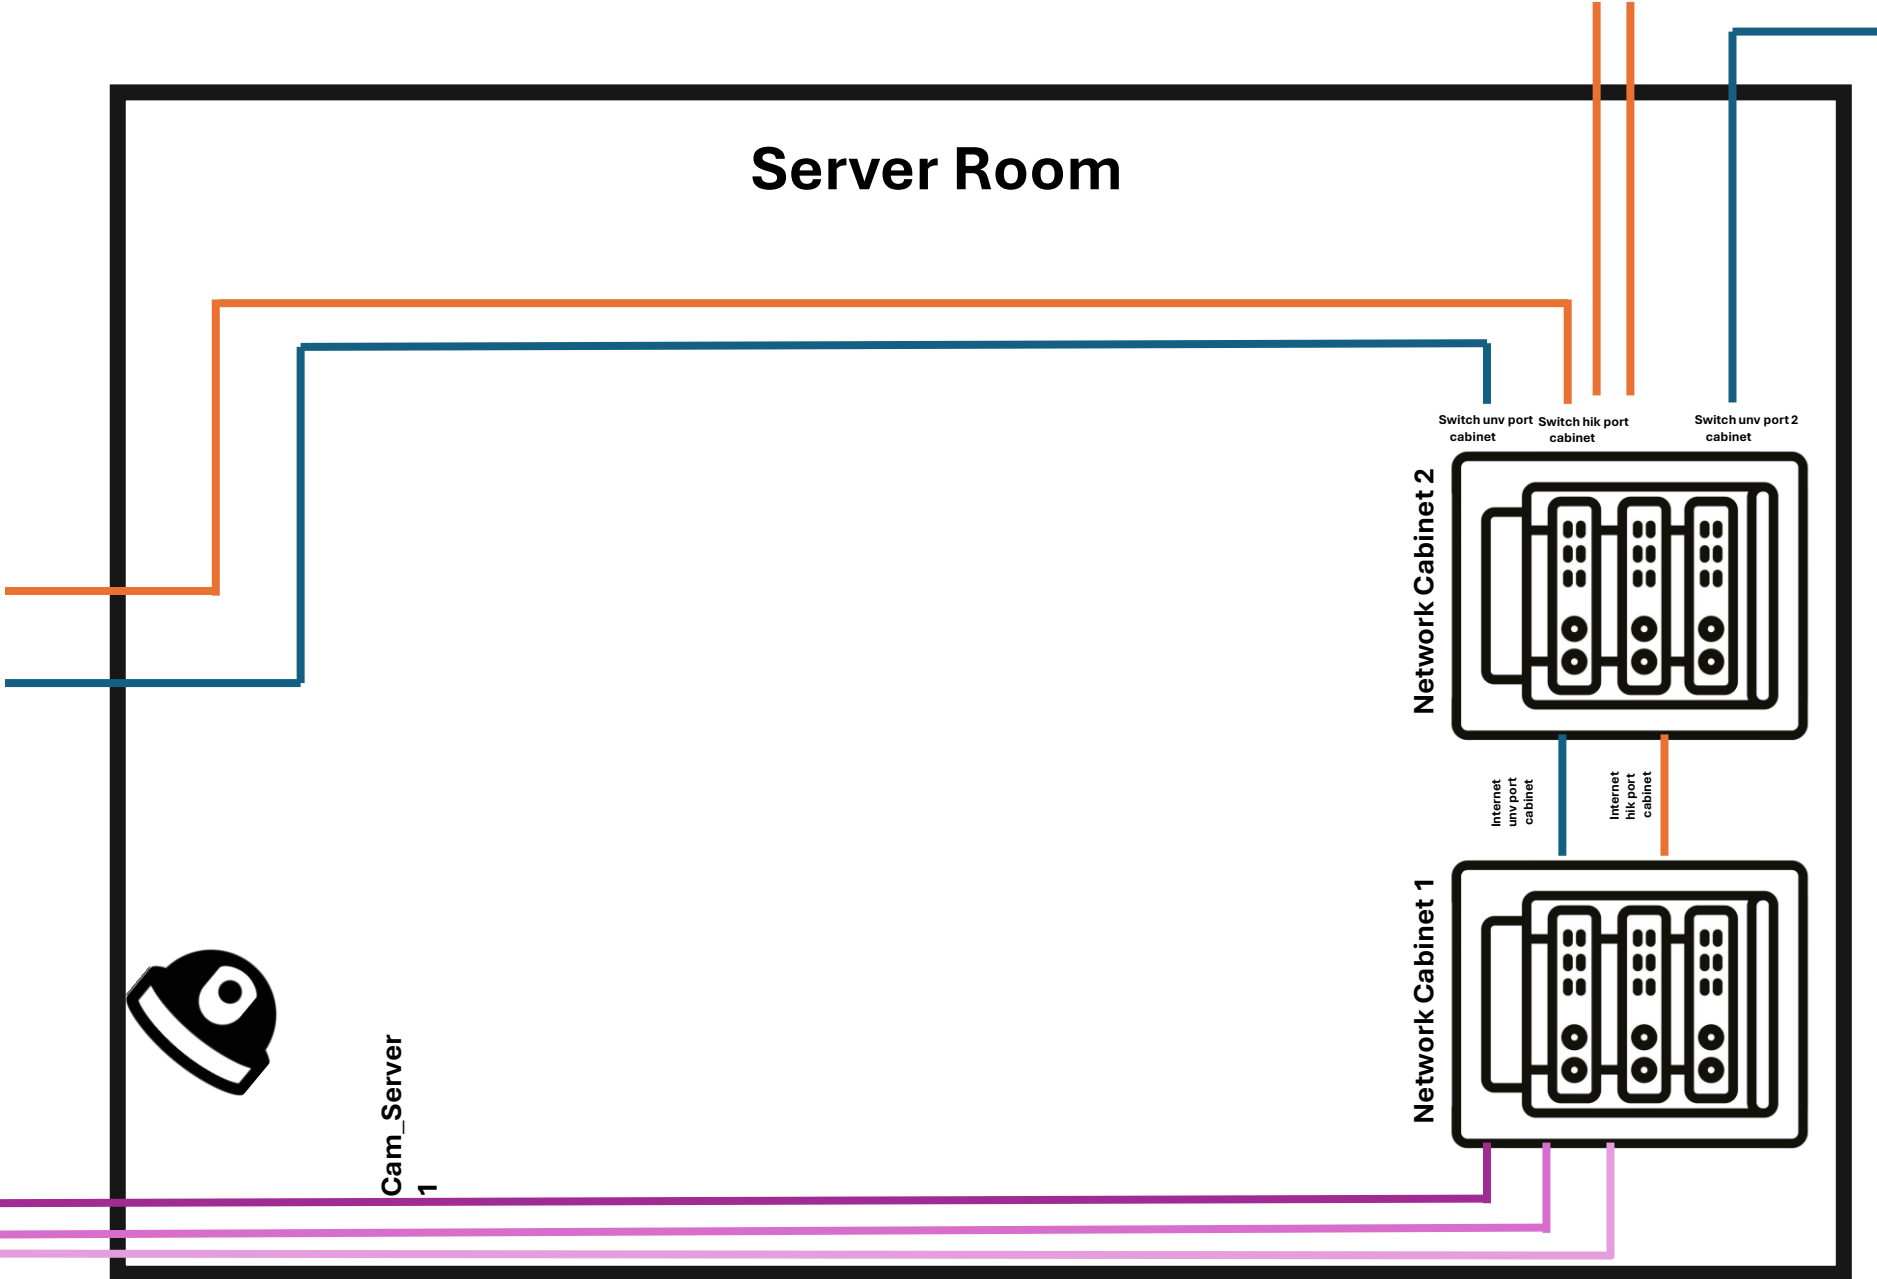 Server Room
Switch unv port
cabinet
Switch hik port
cabinet
Switch unv port 2
cabinet
Network Cabinet 2
Internet
unv port
cabinet
Internet
hik port
cabinet
Network Cabinet 1
Cam_Server
1